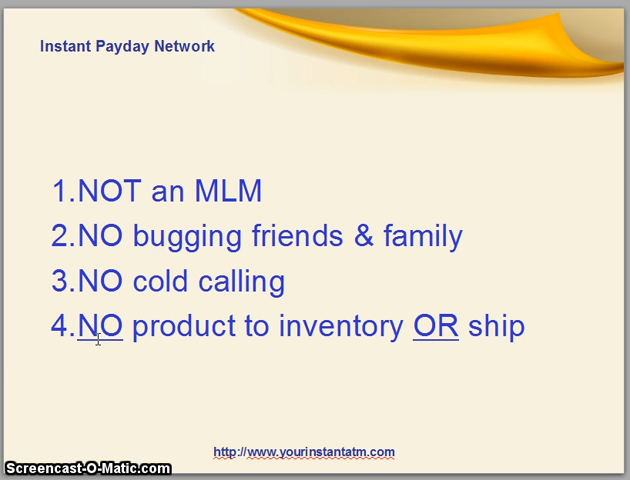 Instant Payday Network
1.NOT an MLM
2.NO bugging friends & family
3.NO cold calling
4.NO product to inventory OR ship
http://www.yourinstantatm.com
Screencast-O-Matic.com